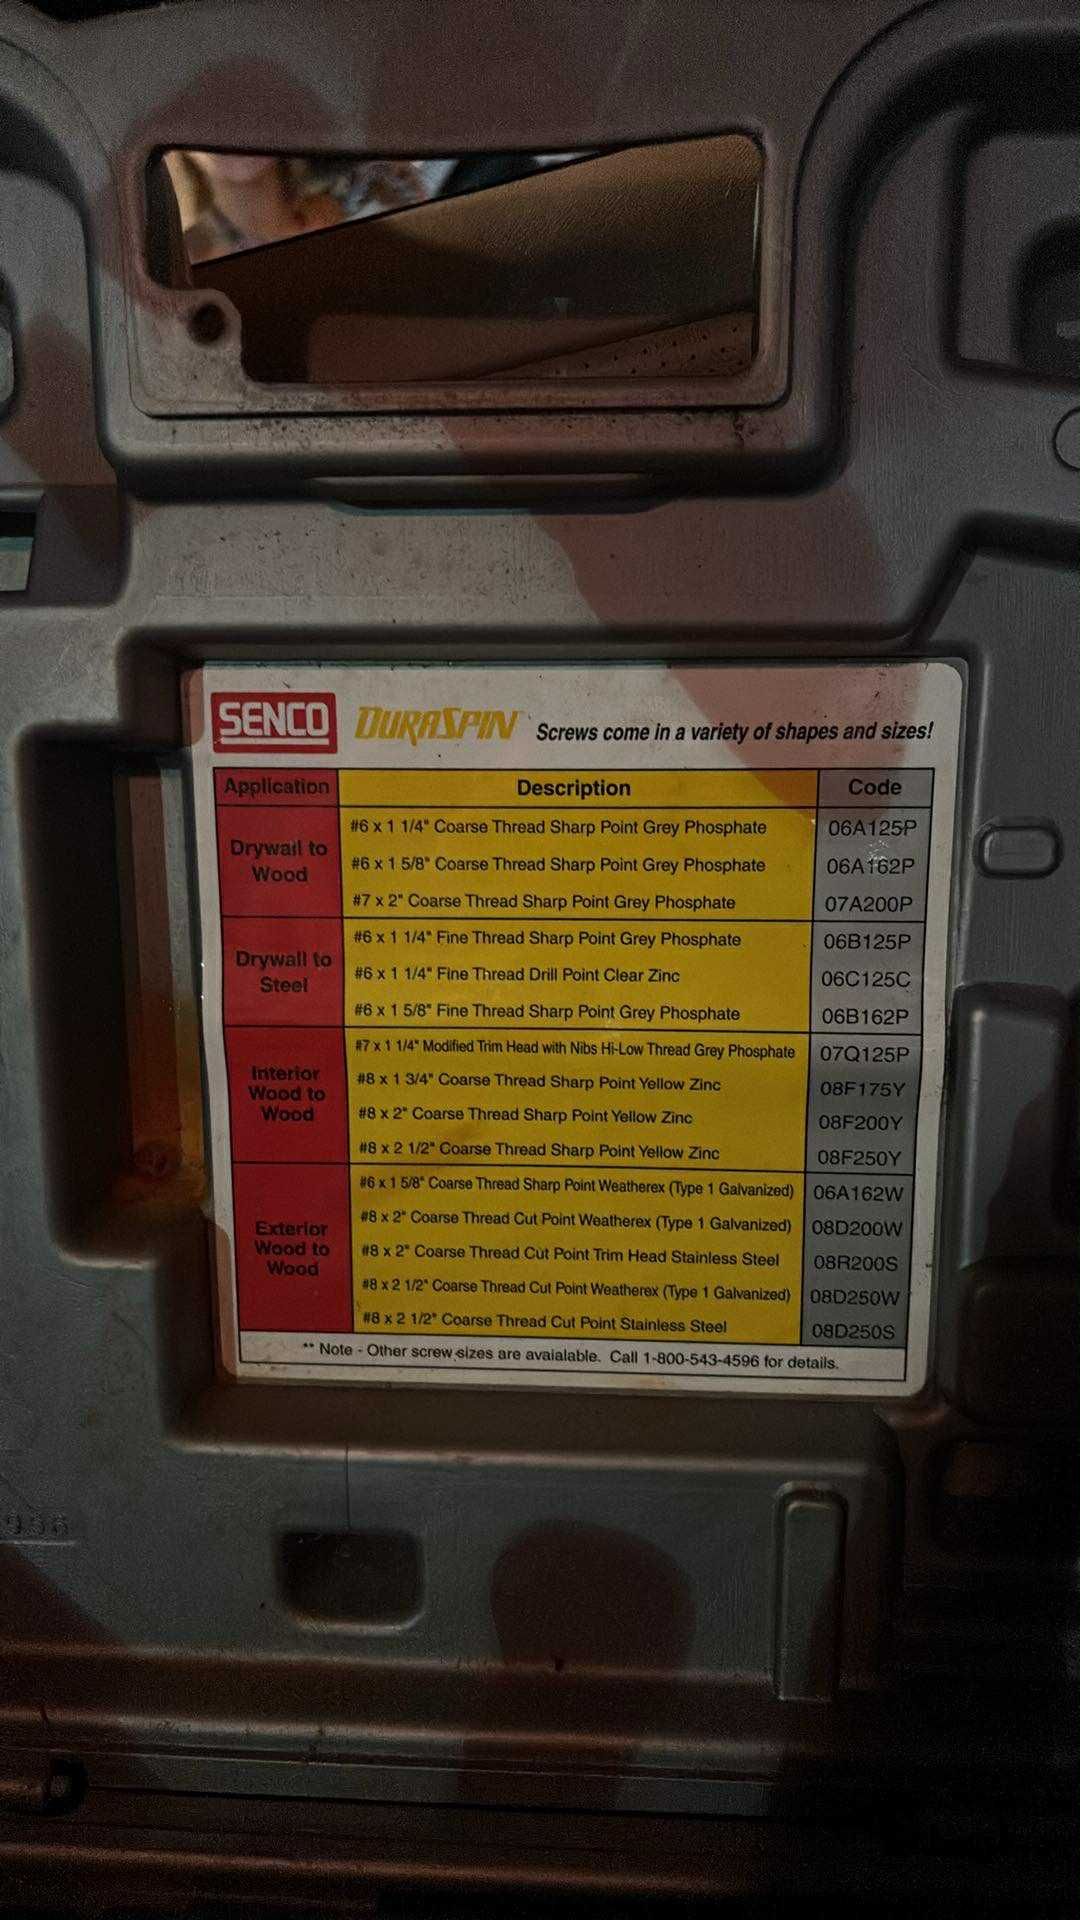 SENCO DURASPIN Screws come in a variety of shapes and sizes!
Application Description Code
Drywall to Wood
#6 x 1 1/4" Coarse Thread Sharp Point Grey Phosphate 06A125P
#6 x 1 5/8" Coarse Thread Sharp Point Grey Phosphate 06A162P
#7 x 2" Coarse Thread Sharp Point Grey Phosphate 07A200P
Drywall to Steel
#6 x 1 1/4" Fine Thread Sharp Point Grey Phosphate 06B125P
#6 x 1 1/4" Fine Thread Drill Point Clear Zinc 06C125C
#6 x 1 5/8" Fine Thread Sharp Point Grey Phosphate 06B162P
Interior Wood to Wood
#7 x 1 1/4" Modified Trim Head with Nibs Hi-Low Thread Grey Phosphate 07Q125P
#8 x 1 3/4" Coarse Thread Sharp Point Yellow Zinc 08F175Y
#8 x 2" Coarse Thread Sharp Point Yellow Zinc 08F200Y
#8 x 2 1/2" Coarse Thread Sharp Point Yellow Zinc 08F250Y
Exterior Wood to Wood
#6 x 1 5/8" Coarse Thread Sharp Point Weatherex (Type 1 Galvanized) 06A162W
#8 x 2" Coarse Thread Cut Point Weatherex (Type 1 Galvanized) 08D200W
#8 x 2" Coarse Thread Cut Point Trim Head Stainless Steel 08R200S
#8 x 2 1/2" Coarse Thread Cut Point Weatherex (Type 1 Galvanized) 08D250W
#8 x 2 1/2" Coarse Thread Cut Point Stainless Steel 08D250S
** Note - Other screw sizes are avaialable. Call 1-800-543-4596 for details.